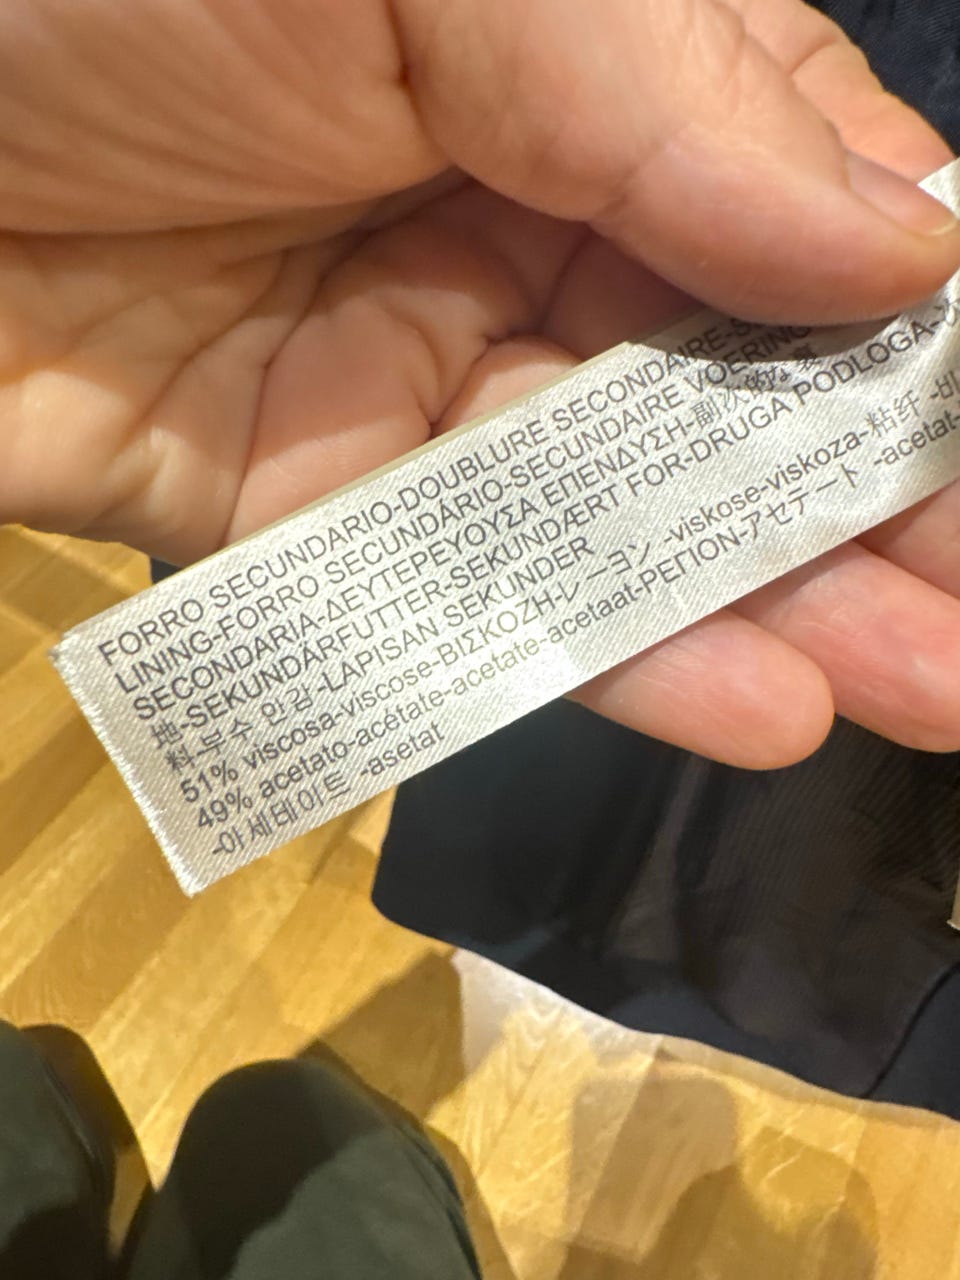 FORRO SECUNDARIO-DOUBLURE SECONDAIRE-
LINING-FORRO SECUNDÁRIO-SECUNDAIRE VOERING
SECONDARIA-ΔΕΥΤΕΡΕΥΟΥΣΑ ΕΠΕΝΔΥΣΗ-副次的な裏
地-SEKUNDÄRFUTTER-SEKUNDÆRT FOR-DRUGA PODLOGA-
料-부수 안감-LAPISAN SEKUNDER
51% viscosa-viscose-ΒΙΣΚΟΖΗ-レーヨン -viskose-viskoza-粘纤 -비
49% acetato-acétate-acetate-acetaat-ΡΕΓΙΟΝ-アセテート -acetat-
-아세테이트 -asetat